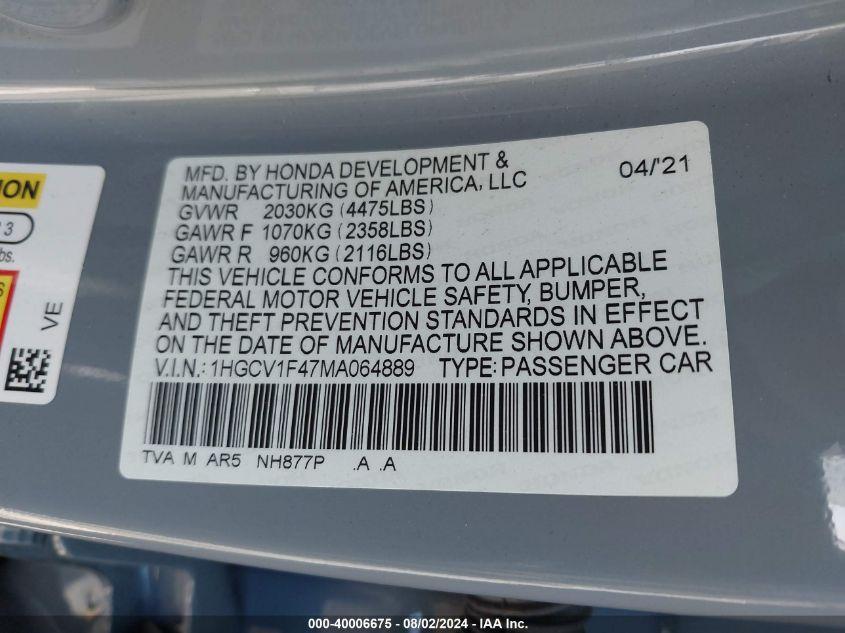 MFD. BY HONDA DEVELOPMENT &
MANUFACTURING OF AMERICA, LLC
04/'21
GVWR 2030KG (4475LBS)
GAWR F 1070KG (2358LBS)
GAWR R 960KG (2116LBS)
THIS VEHICLE CONFORMS TO ALL APPLICABLE
FEDERAL MOTOR VEHICLE SAFETY, BUMPER,
AND THEFT PREVENTION STANDARDS IN EFFECT
ON THE DATE OF MANUFACTURE SHOWN ABOVE.
V.I.N.: 1HGCV1F47MA064889 TYPE: PASSENGER CAR
TVA M AR5 NH877P .A .A
VE
000-40006675 - 08/02/2024 - IAA Inc.